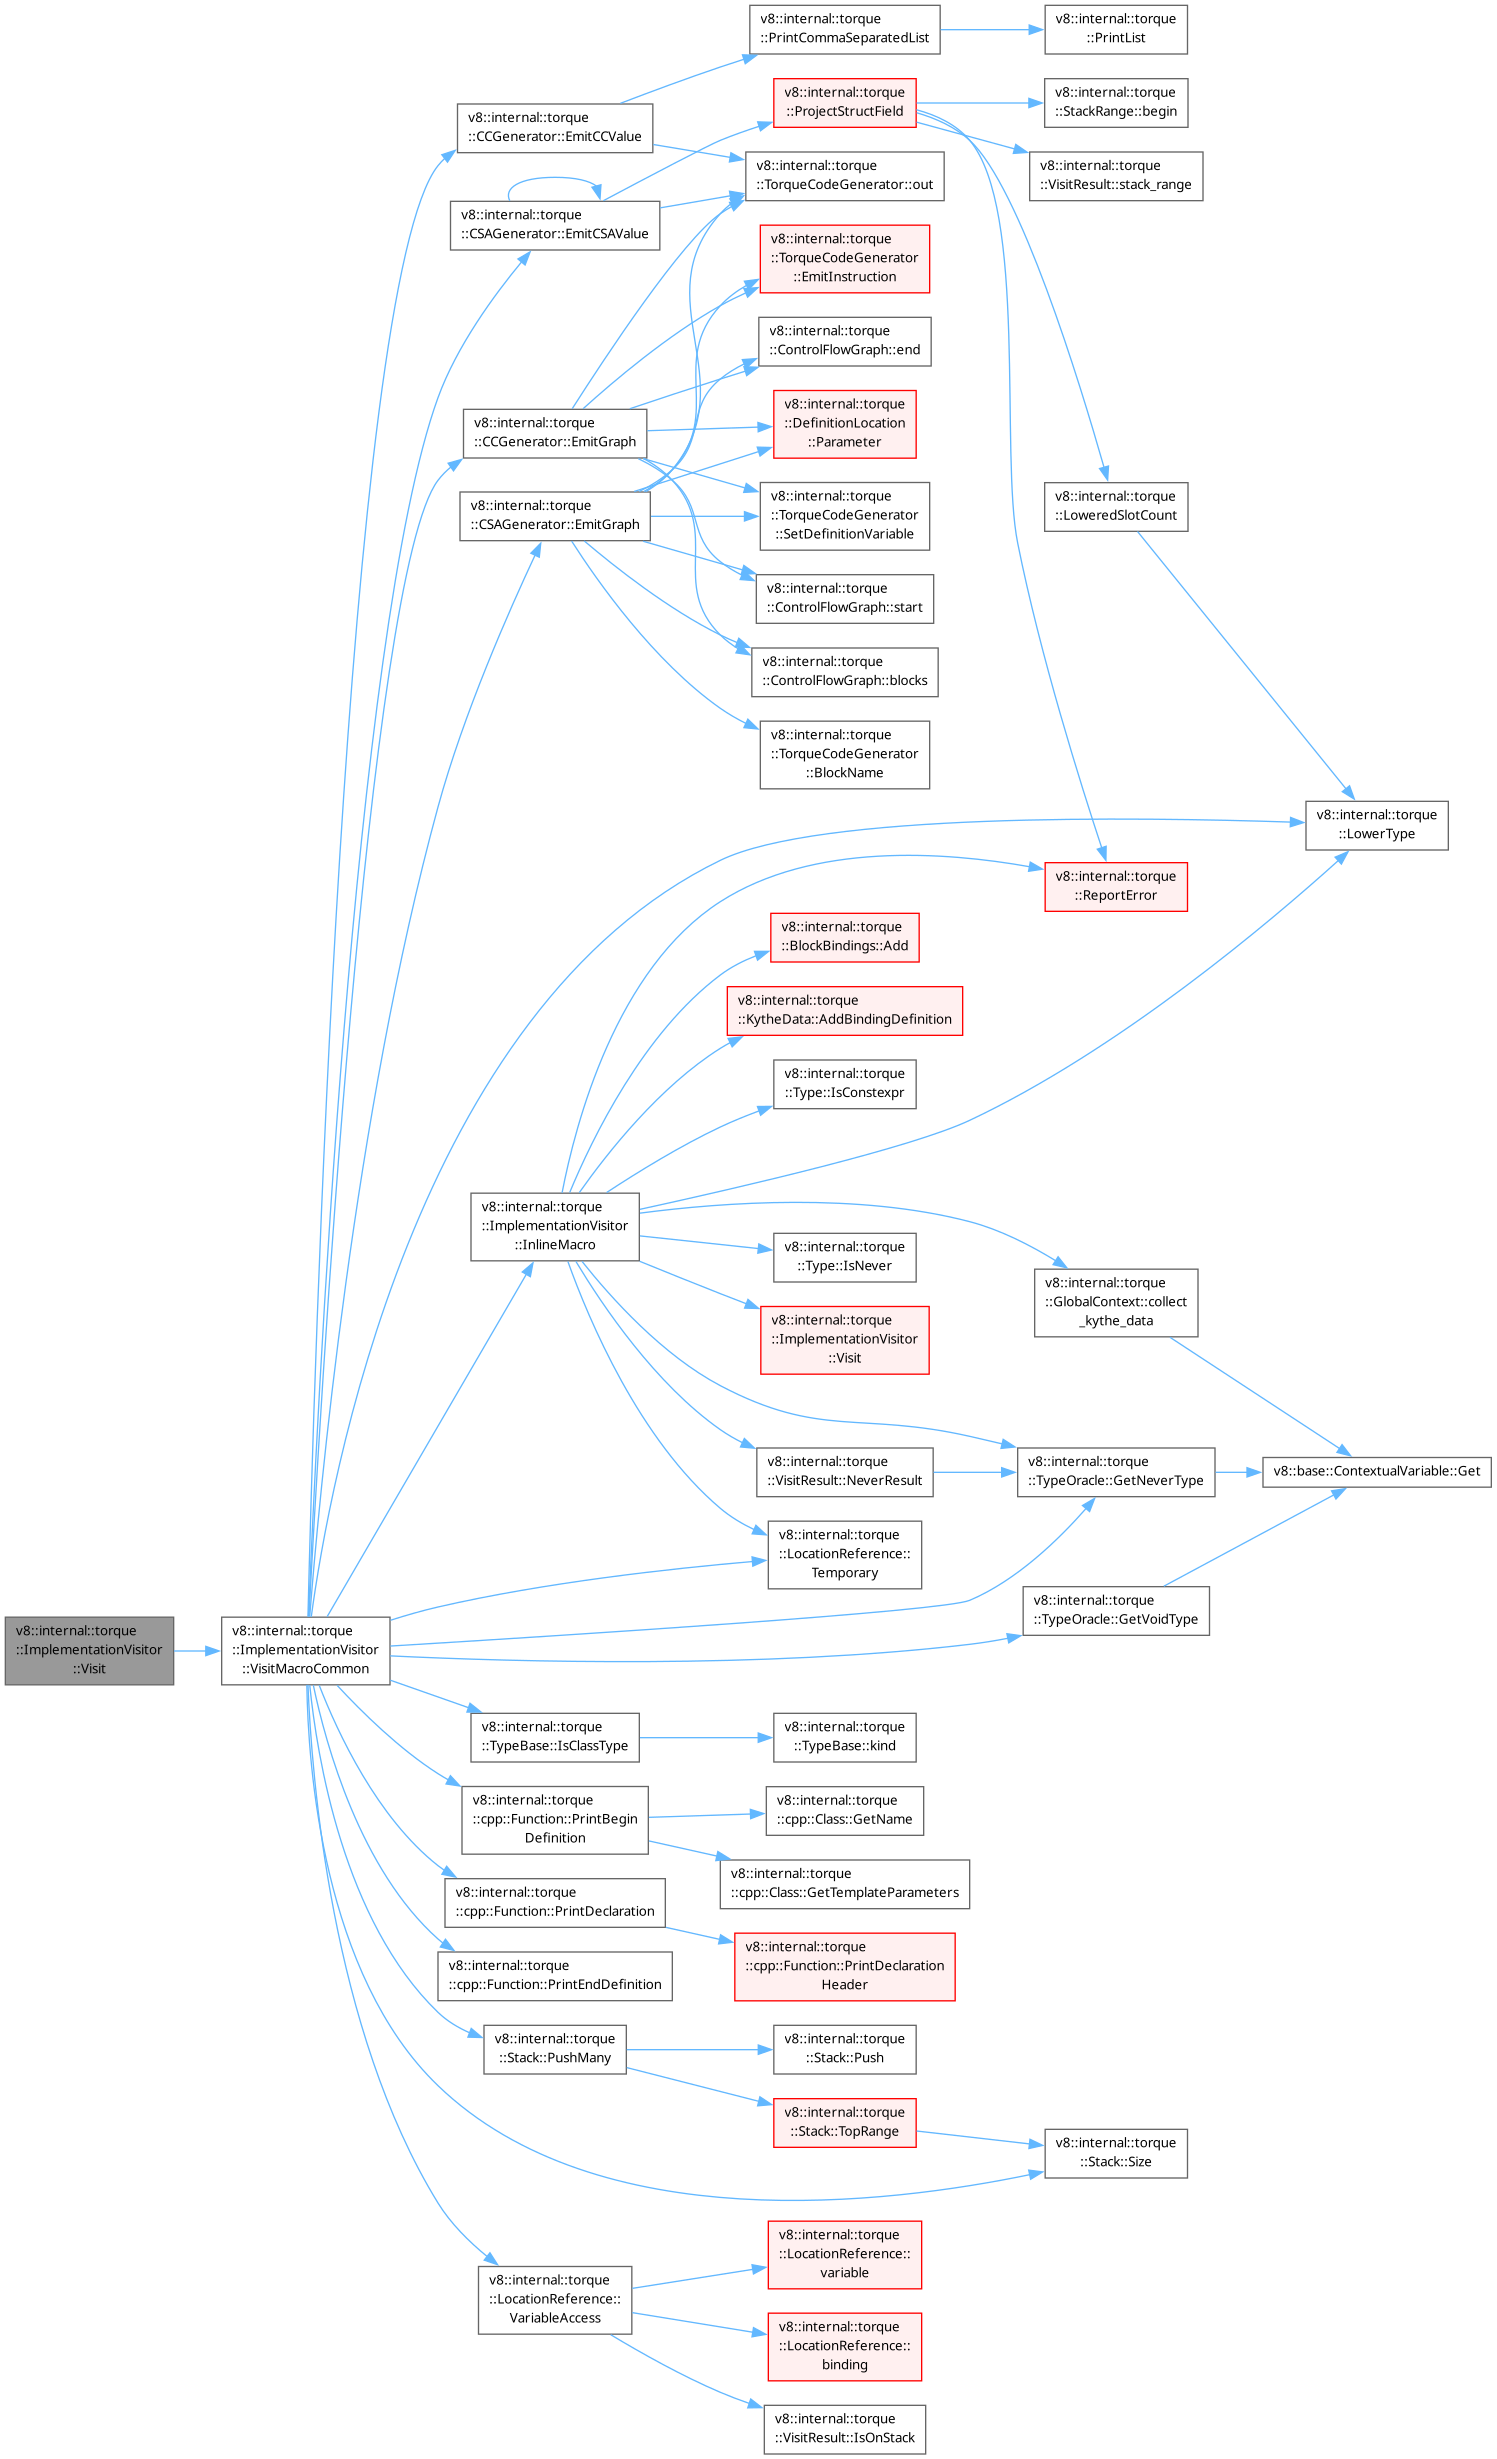 v8::internal::torque
::PrintCommaSeparatedList
v8::internal::torque
::PrintList
v8::internal::torque
::ProjectStructField
v8::internal::torque
::StackRange::begin
v8::internal::torque
::CCGenerator::EmitCCValue
v8::internal::torque
::TorqueCodeGenerator::out
v8::internal::torque
::VisitResult::stack_range
v8::internal::torque
::CSAGenerator::EmitCSAValue
v8::internal::torque
::TorqueCodeGenerator
::EmitInstruction
v8::internal::torque
::ControlFlowGraph::end
v8::internal::torque
::CCGenerator::EmitGraph
v8::internal::torque
::DefinitionLocation
::Parameter
v8::internal::torque
::CSAGenerator::EmitGraph
v8::internal::torque
::TorqueCodeGenerator
::SetDefinitionVariable
v8::internal::torque
::LoweredSlotCount
v8::internal::torque
::ControlFlowGraph::start
v8::internal::torque
::ControlFlowGraph::blocks
v8::internal::torque
::TorqueCodeGenerator
::BlockName
v8::internal::torque
::LowerType
v8::internal::torque
::ReportError
v8::internal::torque
::BlockBindings::Add
v8::internal::torque
::KytheData::AddBindingDefinition
v8::internal::torque
::Type::IsConstexpr
v8::internal::torque
::ImplementationVisitor
::InlineMacro
v8::internal::torque
::Type::IsNever
v8::internal::torque
::GlobalContext::collect
_kythe_data
v8::internal::torque
::ImplementationVisitor
::Visit
v8::internal::torque
::VisitResult::NeverResult
v8::internal::torque
::TypeOracle::GetNeverType
v8::base::ContextualVariable::Get
v8::internal::torque
::LocationReference::
Temporary
v8::internal::torque
::TypeOracle::GetVoidType
v8::internal::torque
::ImplementationVisitor
::Visit
v8::internal::torque
::ImplementationVisitor
::VisitMacroCommon
v8::internal::torque
::TypeBase::IsClassType
v8::internal::torque
::TypeBase::kind
v8::internal::torque
::cpp::Function::PrintBegin
Definition
v8::internal::torque
::cpp::Class::GetName
v8::internal::torque
::cpp::Class::GetTemplateParameters
v8::internal::torque
::cpp::Function::PrintDeclaration
v8::internal::torque
::cpp::Function::PrintDeclaration
Header
v8::internal::torque
::cpp::Function::PrintEndDefinition
v8::internal::torque
::Stack::PushMany
v8::internal::torque
::Stack::Push
v8::internal::torque
::Stack::TopRange
v8::internal::torque
::Stack::Size
v8::internal::torque
::LocationReference::
variable
v8::internal::torque
::LocationReference::
VariableAccess
v8::internal::torque
::LocationReference::
binding
v8::internal::torque
::VisitResult::IsOnStack